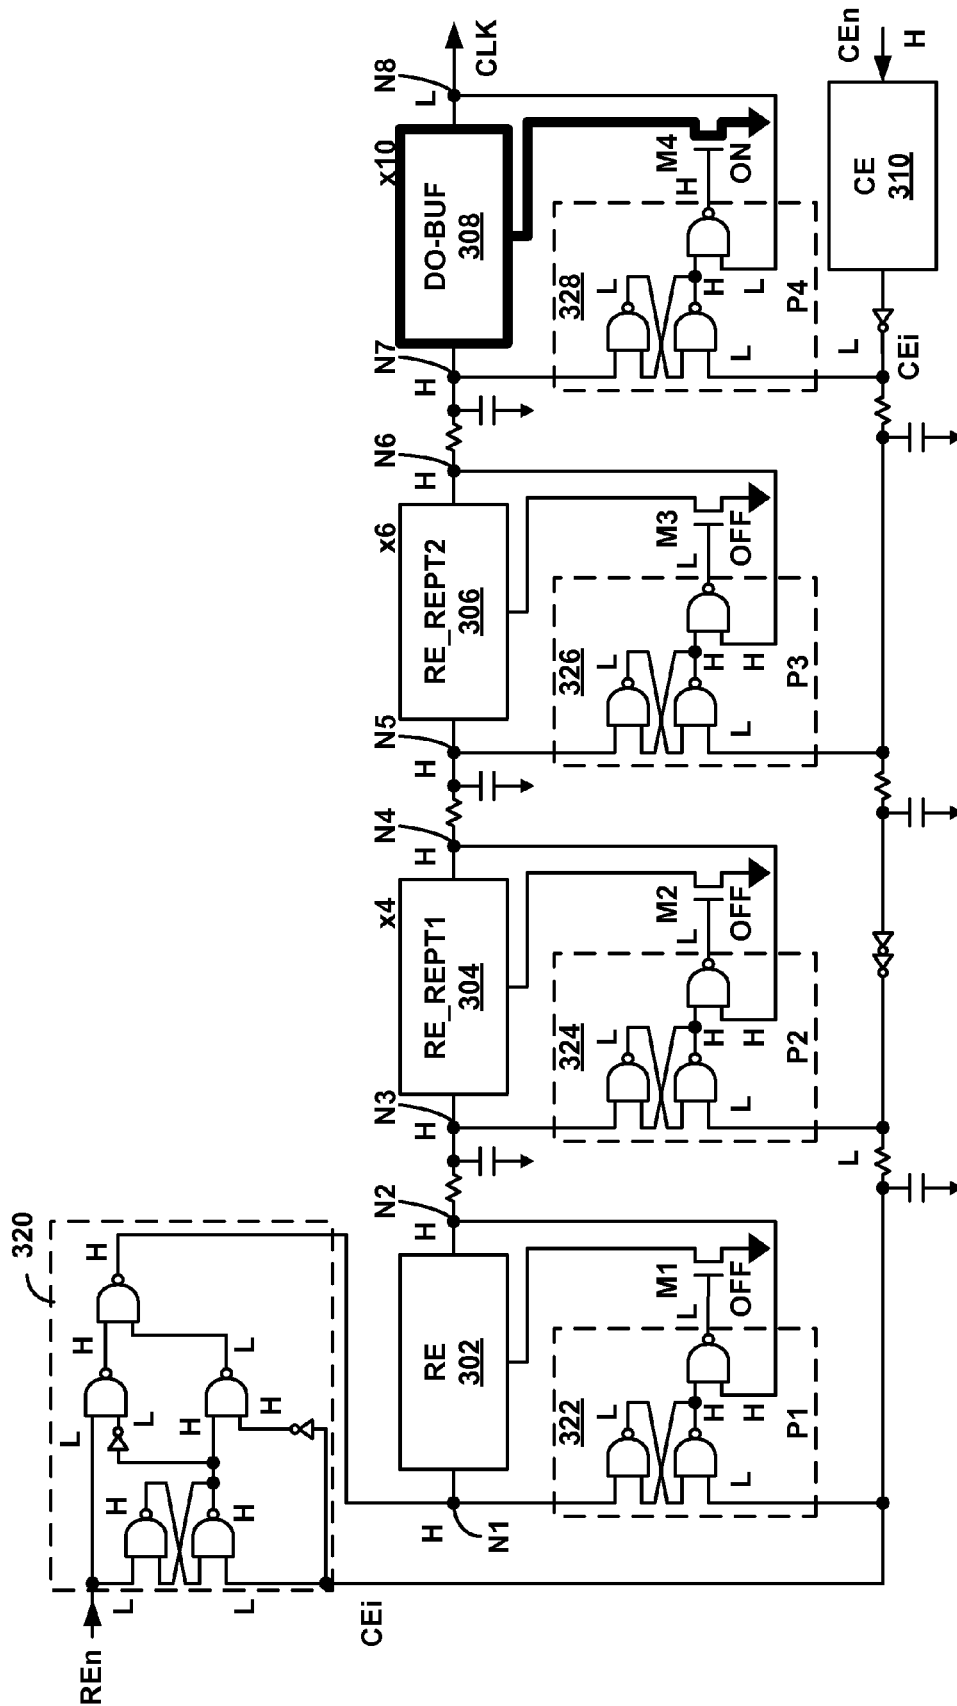 320
REn
L
L
H
H
L
L
H
H
H
L
H
CEi
H
N1
RE
302
H
N2
322
L
H
H
L
P1
L
M1
OFF
H
N3
x4
RE_REPT1
304
H
N4
324
L
H
H
L
P2
L
M2
OFF
H
N5
x6
RE_REPT2
306
H
N6
326
L
H
H
L
P3
L
M3
OFF
H
N7
x10
DO-BUF
308
L
N8
CLK
328
L
H
L
L
P4
H
M4
ON
L
L
CEi
CE
310
CEn
H